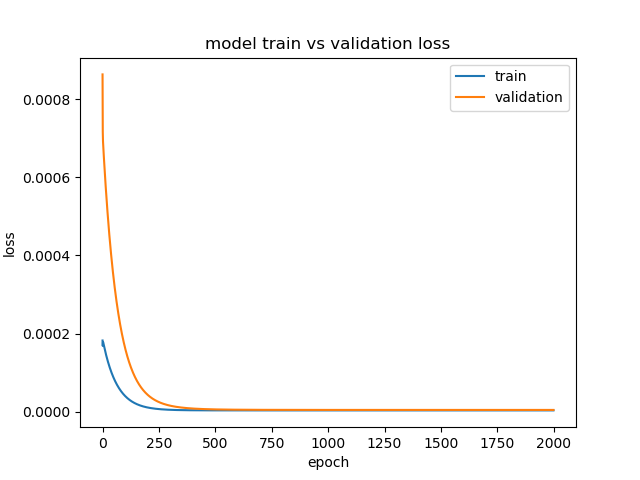 model train vs validation loss
train
validation
0.0008
0.0006
0.0004
0.0002
0.0000
loss
0 250 500 750 1000 1250 1500 1750 2000
epoch